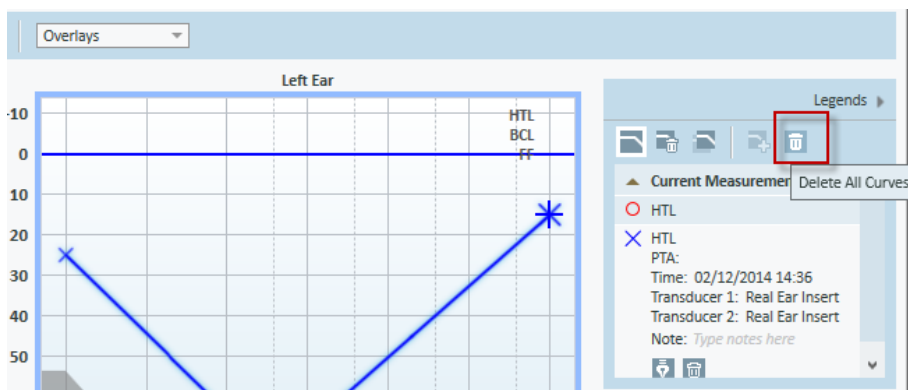 Overlays
Left Ear
Legends
-10
0
10
20
30
40
50
HTL
BCL
FF
Delete All Curves
HTL
HTL
PTA:
Time: 02/12/2014 14:36
Transducer 1: Real Ear Insert
Transducer 2: Real Ear Insert
Note: Type notes here